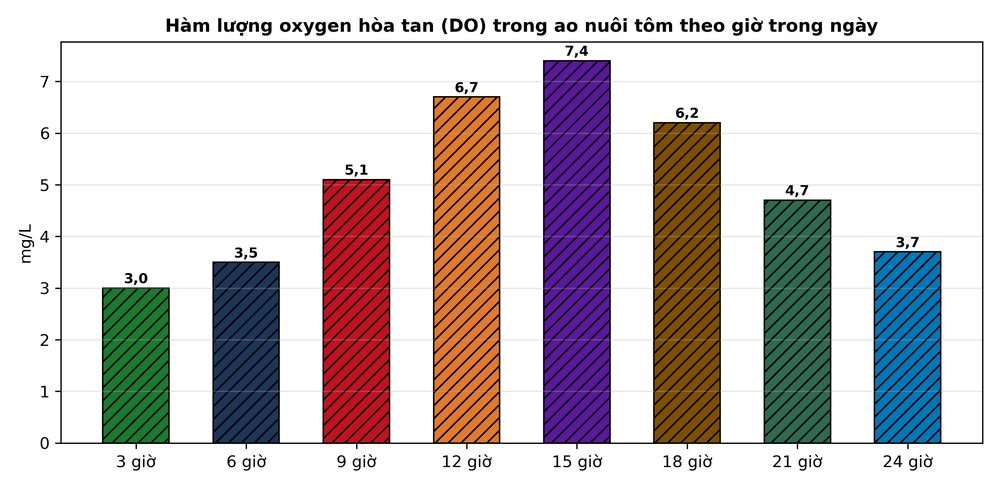 Hàm lượng oxygen hòa tan (DO) trong ao nuôi tôm theo giờ trong ngày
mg/L
7
6
5
4
3
2
1
0
3,0
3,5
5,1
6,7
7,4
6,2
4,7
3,7
3 giờ
6 giờ
9 giờ
12 giờ
15 giờ
18 giờ
21 giờ
24 giờ